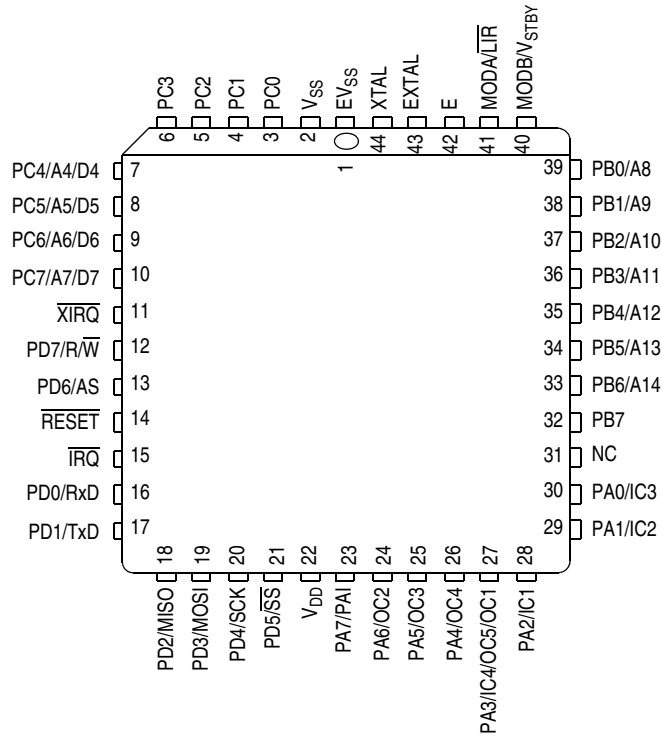 PC3
PC2
PC1
PC0
VSS
EVSS
XTAL
EXTAL
E
MODA/L̅I̅R̅
MODB/VSTBY
6
5
4
3
2
1
44
43
42
41
40
PC4/A4/D4 7
PC5/A5/D5 8
PC6/A6/D6 9
PC7/A7/D7 10
X̅I̅R̅Q̅ 11
PD7/R/W̅ 12
PD6/AS 13
R̅E̅S̅E̅T̅ 14
I̅R̅Q̅ 15
PD0/RxD 16
PD1/TxD 17
39 PB0/A8
38 PB1/A9
37 PB2/A10
36 PB3/A11
35 PB4/A12
34 PB5/A13
33 PB6/A14
32 PB7
31 NC
30 PA0/IC3
29 PA1/IC2
18
19
20
21
22
23
24
25
26
27
28
PD2/MISO
PD3/MOSI
PD4/SCK
PD5/S̅S̅
VDD
PA7/PAI
PA6/OC2
PA5/OC3
PA4/OC4
PA3/IC4/OC5/OC1
PA2/IC1